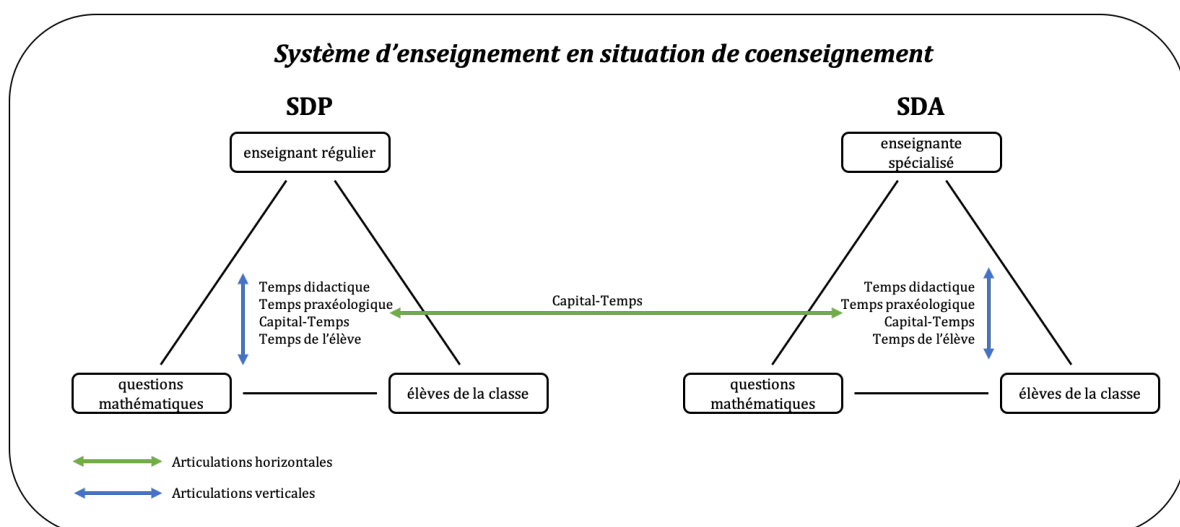 Système d’enseignement en situation de coenseignement
SDP
enseignant régulier
Temps didactique
Temps praxéologique
Capital-Temps
Temps de l’élève
questions
mathématiques
élèves de la classe
Capital-Temps
SDA
enseignante
spécialisé
Temps didactique
Temps praxéologique
Capital-Temps
Temps de l’élève
questions
mathématiques
élèves de la classe
Articulations horizontales
Articulations verticales